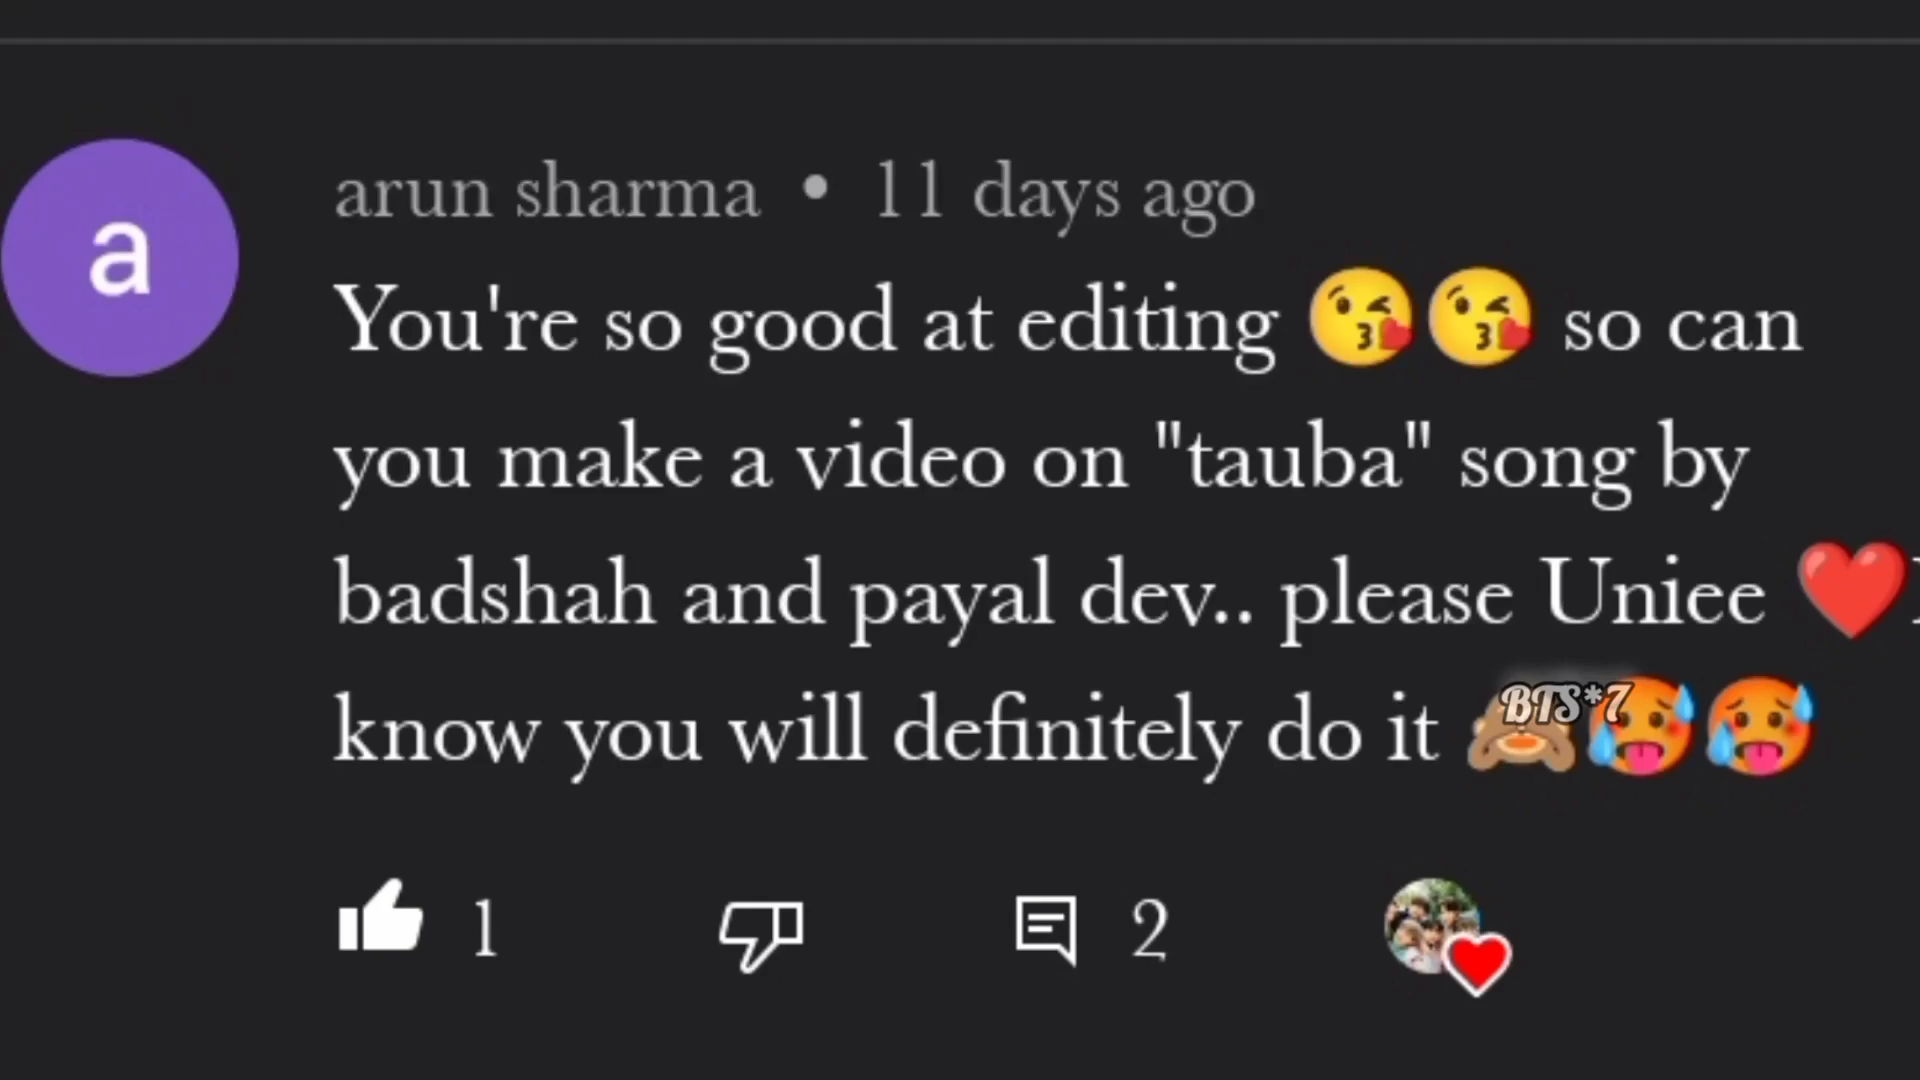 a
arun sharma • 11 days ago
You're so good at editing 😘😘 so can
you make a video on "tauba" song by
badshah and payal dev.. please Uniee ❤️
know you will definitely do it 🙈🥵🥵
BTS*7
1
2